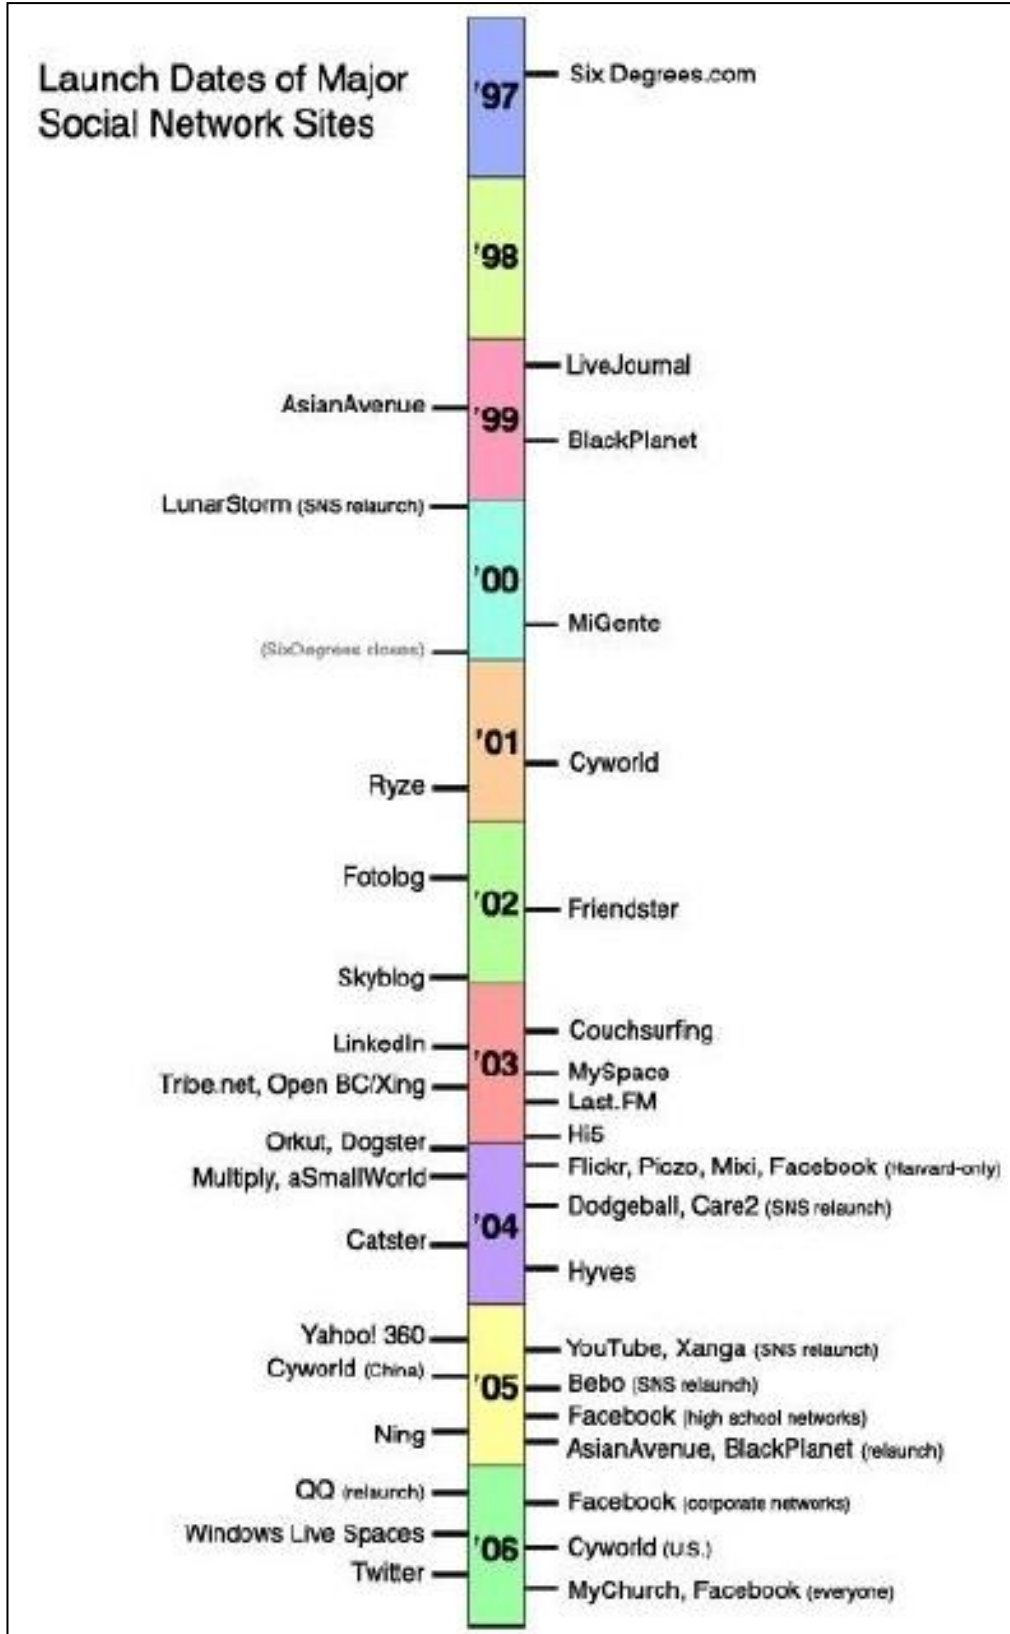 Launch Dates of Major
Social Network Sites
'97
Six Degrees.com
'98
LiveJournal
AsianAvenue
'99
BlackPlanet
LunarStorm (SNS relaunch)
'00
MiGente
(SixDegrees closes)
'01
Cyworld
Ryze
Fotolog
'02
Friendster
Skyblog
Couchsurfing
LinkedIn
'03
MySpace
Tribe.net, Open BC/Xing
Last.FM
Hi5
Orkut, Dogster
Flickr, Piczo, Mixi, Facebook (Harvard-only)
Multiply, aSmallWorld
Dodgeball, Care2 (SNS relaunch)
'04
Catster
Hyves
Yahoo! 360
YouTube, Xanga (SNS relaunch)
Cyworld (China)
'05
Bebo (SNS relaunch)
Facebook (high school networks)
Ning
AsianAvenue, BlackPlanet (relaunch)
QQ (relaunch)
Facebook (corporate networks)
Windows Live Spaces
'06
Cyworld (U.S.)
Twitter
MyChurch, Facebook (everyone)